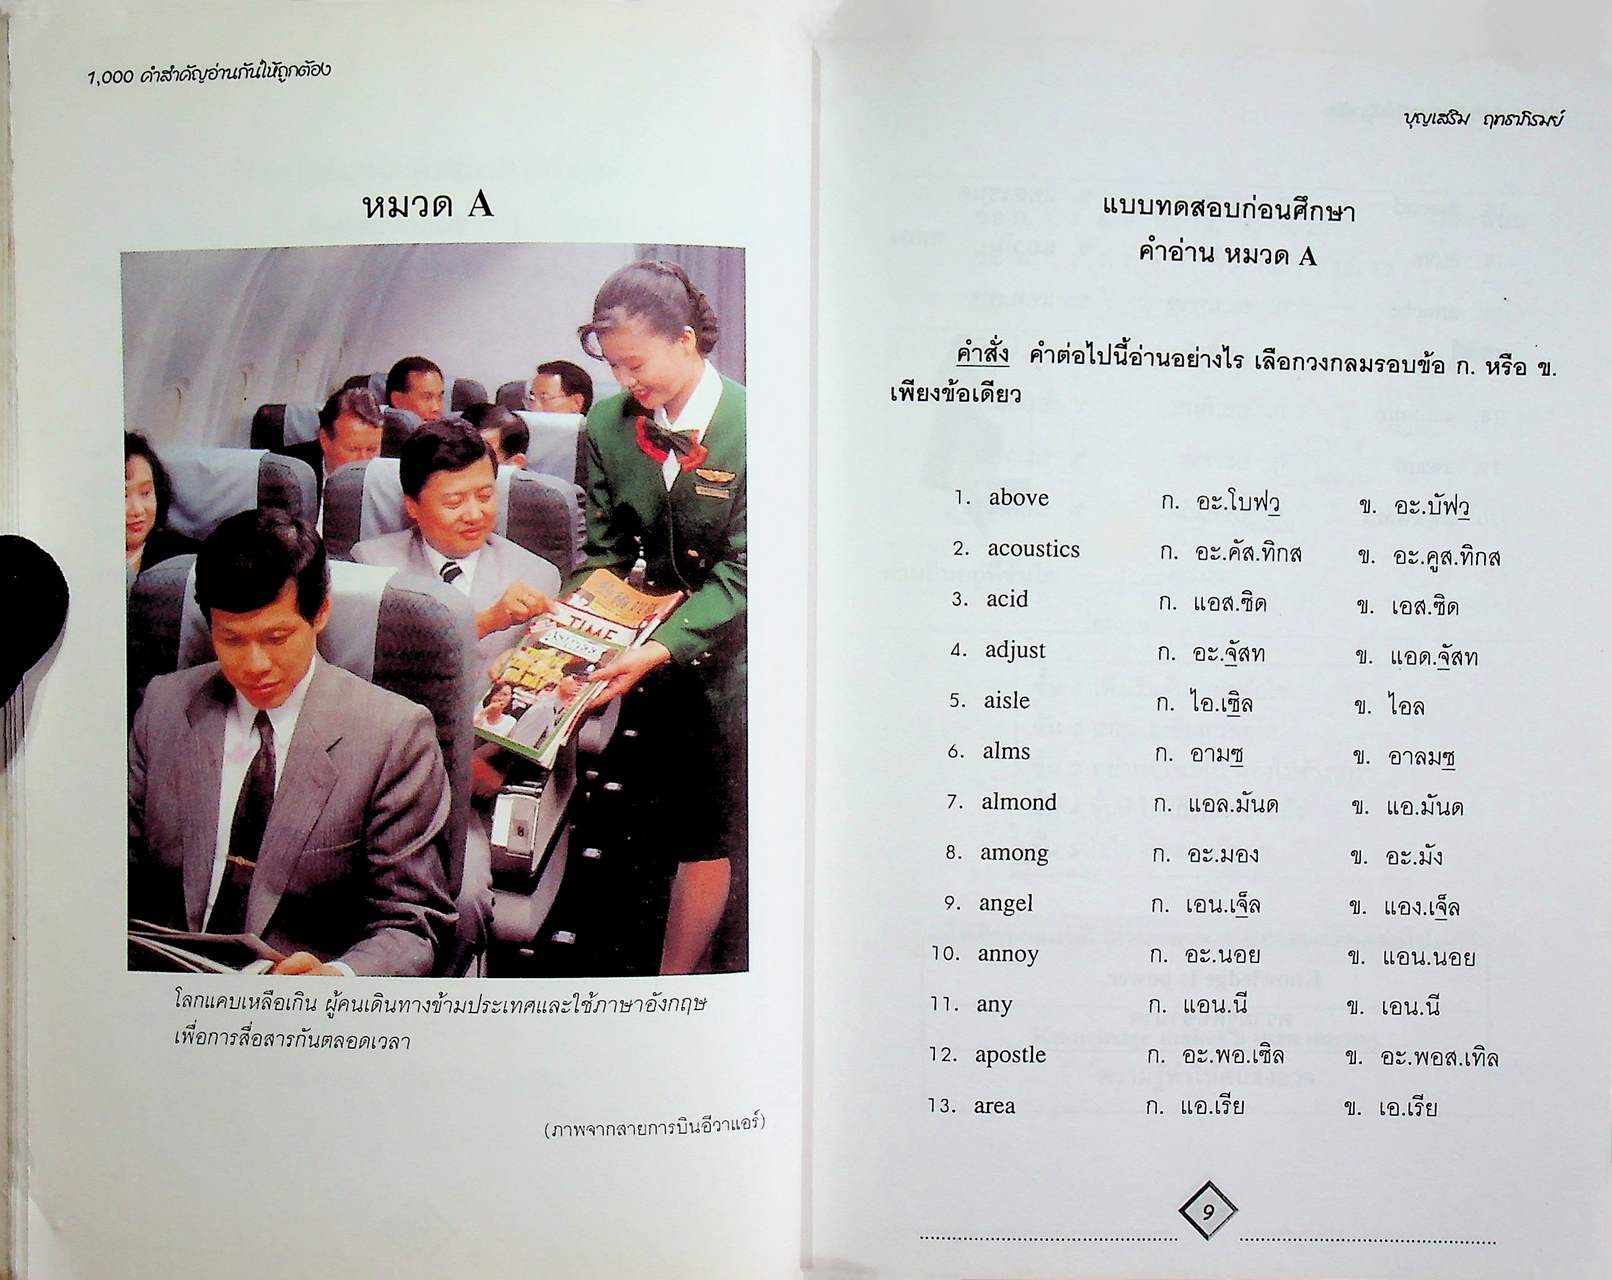 1,000 คำสำคัญอ่านกันให้ถูกต้อง
หมวด A
TIME
โลกแคบเหลือเกิน ผู้คนเดินทางข้ามประเทศและใช้ภาษาอังกฤษ
เพื่อการสื่อสารกันตลอดเวลา
(ภาพจากสายการบินอีวาแอร์)
บุญเสริม ฤทธาภิรมย์
แบบทดสอบก่อนศึกษา
คำอ่าน หมวด A
คำสั่ง คำต่อไปนี้อ่านอย่างไร เลือกวงกลมรอบข้อ ก. หรือ ข.
เพียงข้อเดียว
1. above ก. อะ.โบฟว ข. อะ.บัฟว
2. acoustics ก. อะ.คัส.ทิกส ข. อะ.คูส.ทิกส
3. acid ก. แอส.ซิด ข. เอส.ซิด
4. adjust ก. อะ.จัสท ข. แอด.จัสท
5. aisle ก. ไอ.เซิล ข. ไอล
6. alms ก. อามซ ข. อาลมซ
7. almond ก. แอล.มันด ข. แอ.มันด
8. among ก. อะ.มอง ข. อะ.มัง
9. angel ก. เอน.เจ็ล ข. แอง.เจ็ล
10. annoy ก. อะ.นอย ข. แอน.นอย
11. any ก. แอน.นี ข. เอน.นี
12. apostle ก. อะ.พอ.เซิล ข. อะ.พอส.เทิล
13. area ก. แอ.เรีย ข. เอ.เรีย
9